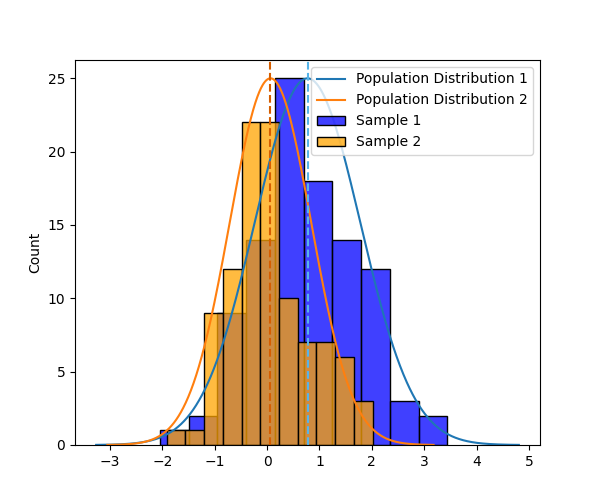 Population Distribution 1
Population Distribution 2
Sample 1
Sample 2
Count
25
20
15
10
5
0
−3 −2 −1 0 1 2 3 4 5